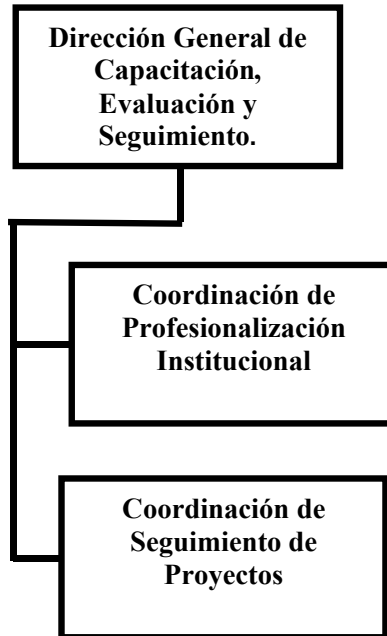 Dirección General de
Capacitación,
Evaluación y
Seguimiento.
Coordinación de
Profesionalización
Institucional
Coordinación de
Seguimiento de
Proyectos